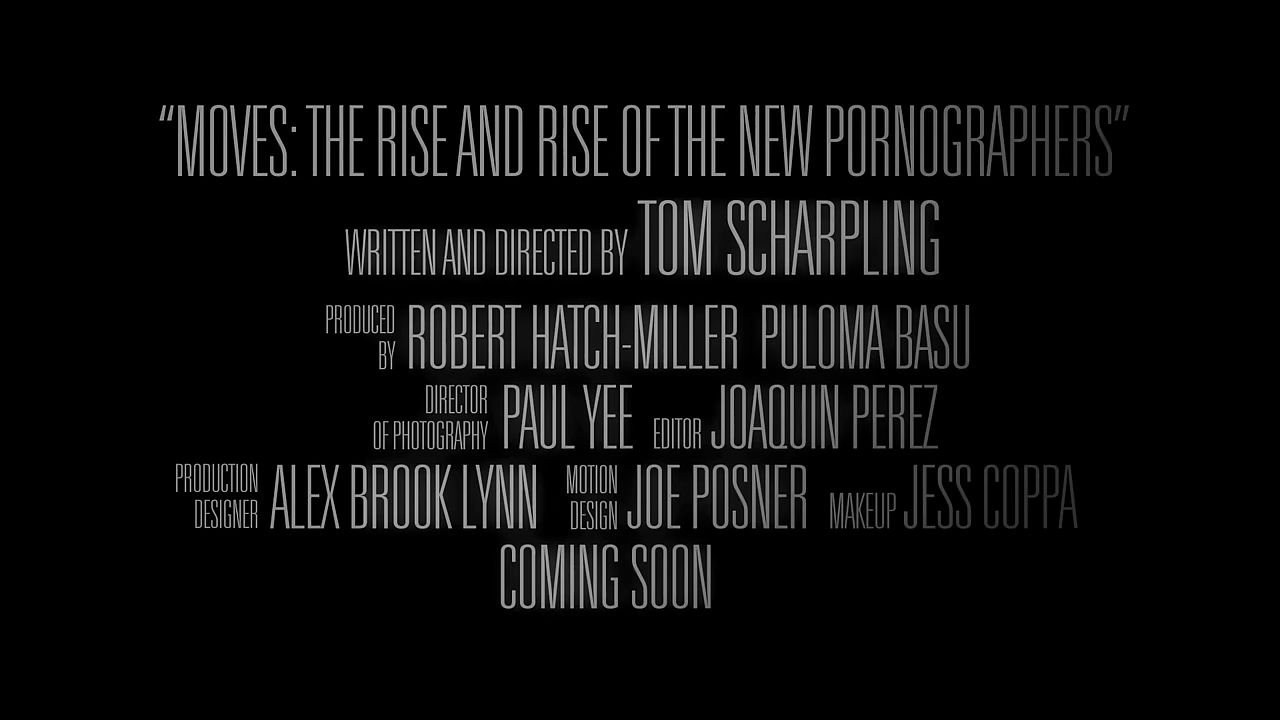 “MOVES: THE RISE AND RISE OF THE NEW PORNOGRAPHERS”
WRITTEN AND DIRECTED BY TOM SCHARPLING
PRODUCED BY ROBERT HATCH-MILLER PULOMA BASU
DIRECTOR OF PHOTOGRAPHY PAUL YEE EDITOR JOAQUIN PEREZ
PRODUCTION DESIGNER ALEX BROOK LYNN MOTION DESIGN JOE POSNER MAKEUP JESS COPPA
COMING SOON